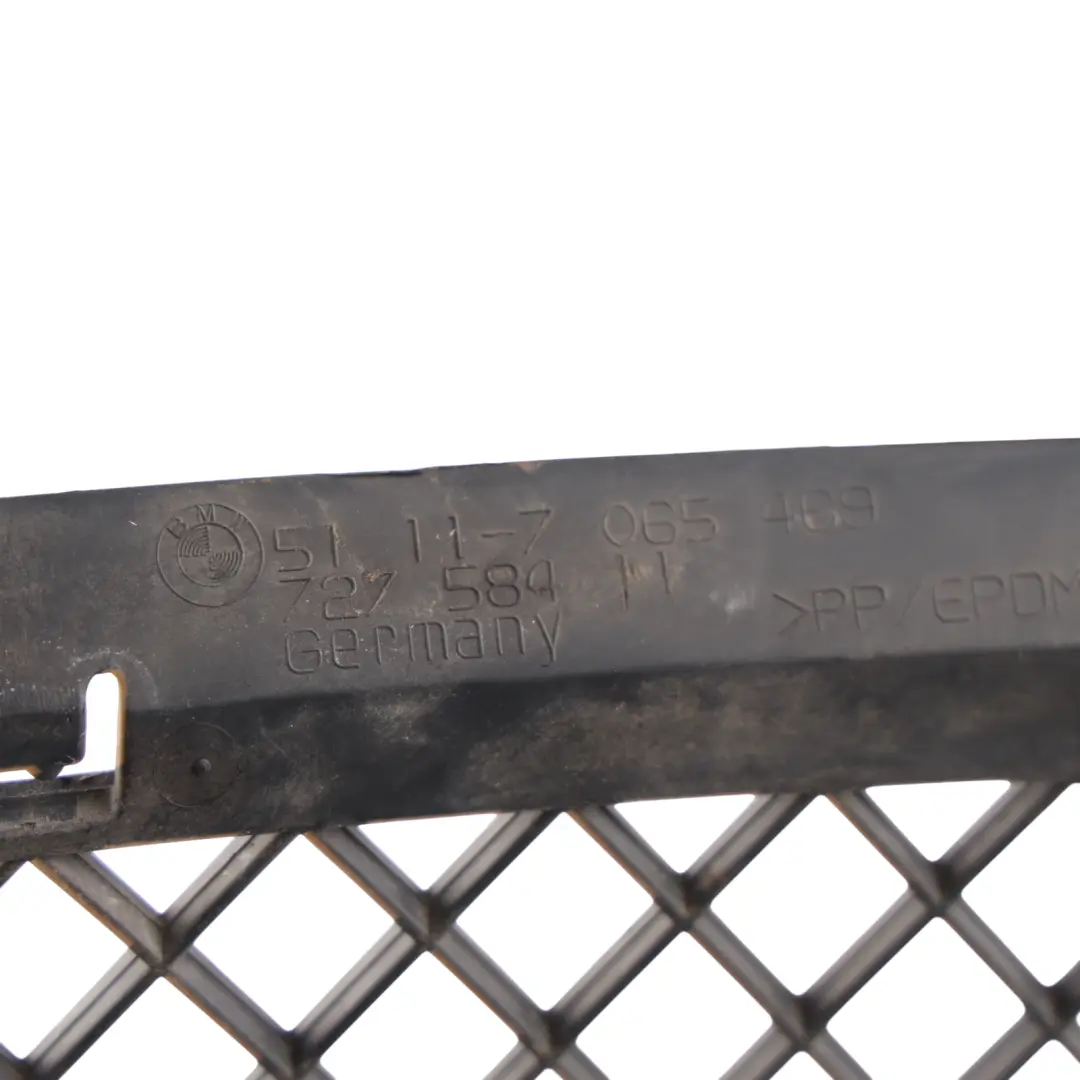 BMW 51 11-7 065 469
727 584 11
Germany
>PP/EPDM